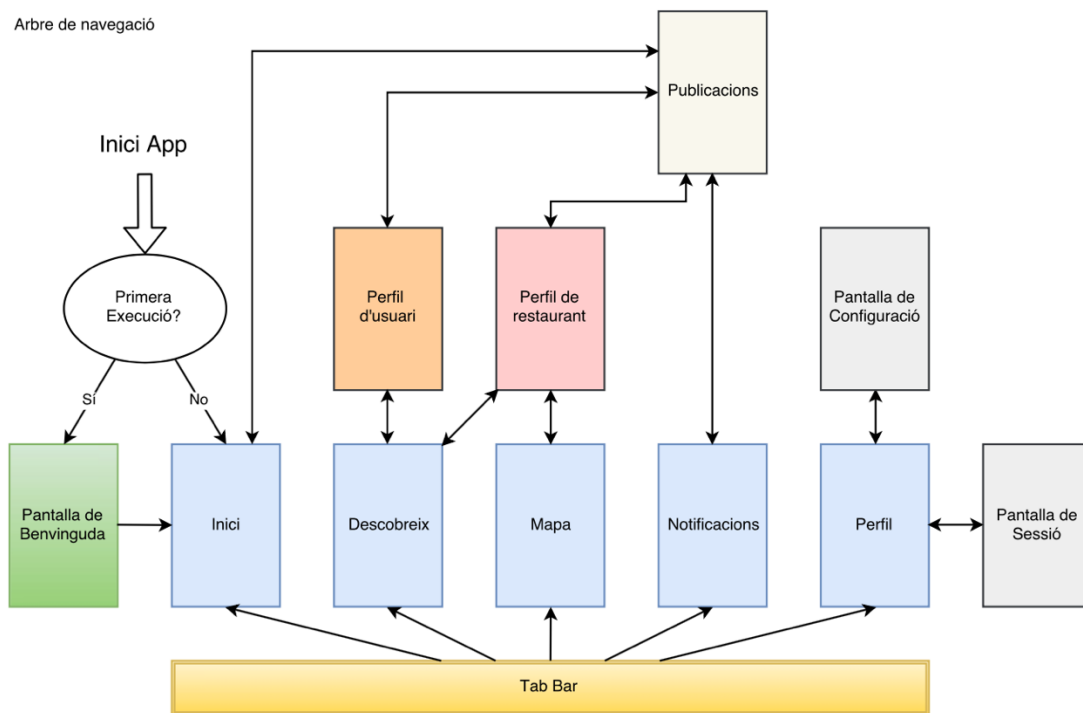 Arbre de navegació
Publicacions
Inici App
Primera
Execució?
Perfil
d'usuari
Perfil de
restaurant
Pantalla de
Configuració
Sí
No
Pantalla de
Benvinguda
Inici
Descobreix
Mapa
Notificacions
Perfil
Pantalla de
Sessió
Tab Bar